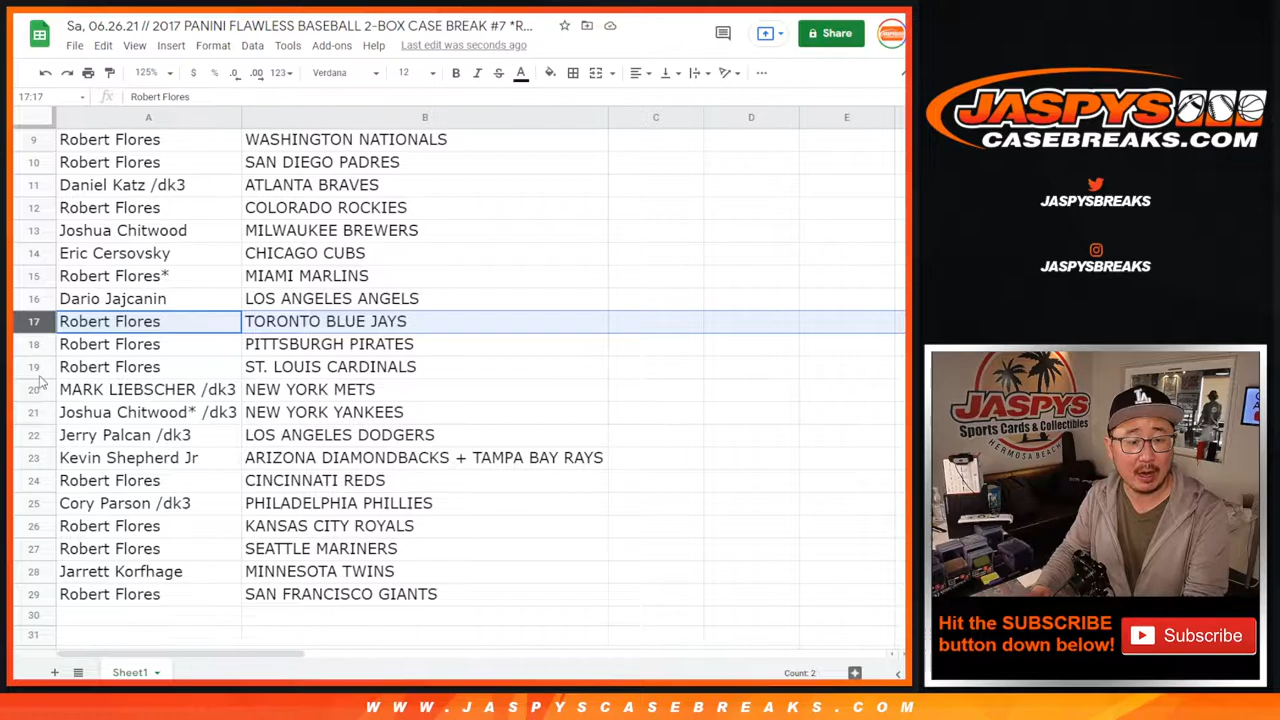 Sa, 06.26.21 // 2017 PANINI FLAWLESS BASEBALL 2-BOX CASE BREAK #7 *R...
File Edit View Insert Format Data Tools Add-ons Help Last edit was seconds ago
Share
125% $ % .0 .00 123 Verdana 12 B I S A
17:17 fx Robert Flores
A B C D E
9 Robert Flores WASHINGTON NATIONALS
10 Robert Flores SAN DIEGO PADRES
11 Daniel Katz /dk3 ATLANTA BRAVES
12 Robert Flores COLORADO ROCKIES
13 Joshua Chitwood MILWAUKEE BREWERS
14 Eric Cersovsky CHICAGO CUBS
15 Robert Flores* MIAMI MARLINS
16 Dario Jajcanin LOS ANGELES ANGELS
17 Robert Flores TORONTO BLUE JAYS
18 Robert Flores PITTSBURGH PIRATES
19 Robert Flores ST. LOUIS CARDINALS
20 MARK LIEBSCHER /dk3 NEW YORK METS
21 Joshua Chitwood* /dk3 NEW YORK YANKEES
22 Jerry Palcan /dk3 LOS ANGELES DODGERS
23 Kevin Shepherd Jr ARIZONA DIAMONDBACKS + TAMPA BAY RAYS
24 Robert Flores CINCINNATI REDS
25 Cory Parson /dk3 PHILADELPHIA PHILLIES
26 Robert Flores KANSAS CITY ROYALS
27 Robert Flores SEATTLE MARINERS
28 Jarrett Korfhage MINNESOTA TWINS
29 Robert Flores SAN FRANCISCO GIANTS
30
31
Sheet1
Count: 2
JASPYS
CASEBREAKS.COM
JASPYSBREAKS
JASPYSBREAKS
JASPYS
Sports Cards & Collectibles
HERMOSA BEACH
LA
Hit the SUBSCRIBE
button down below!
Subscribe
WWW.JASPYSCASEBREAKS.COM